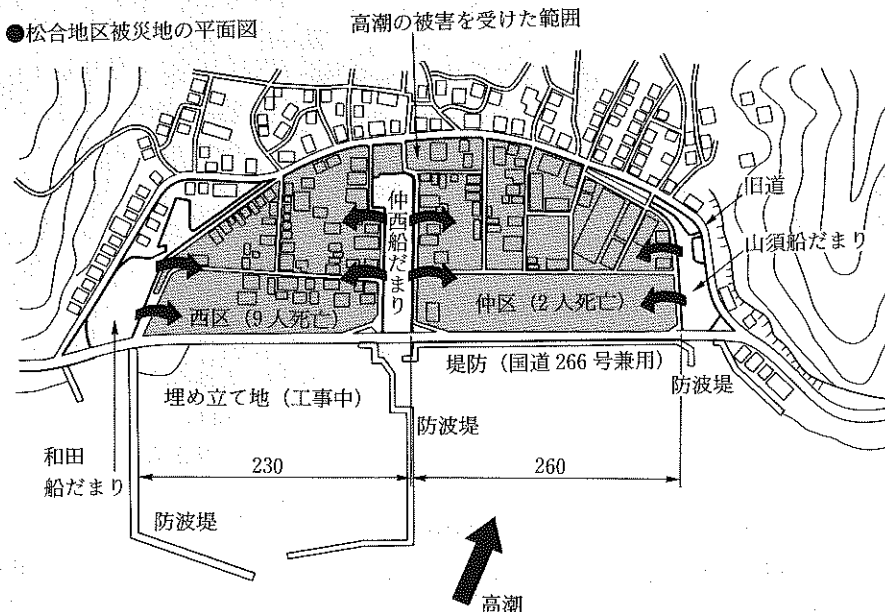 ●松合地区被災地の平面図
高潮の被害を受けた範囲
旧道
山須船だまり
仲西船だまり
西区（9人死亡）
仲区（2人死亡）
堤防（国道266号兼用）
防波堤
埋め立て地（工事中）
防波堤
和田
船だまり
230
260
防波堤
高潮